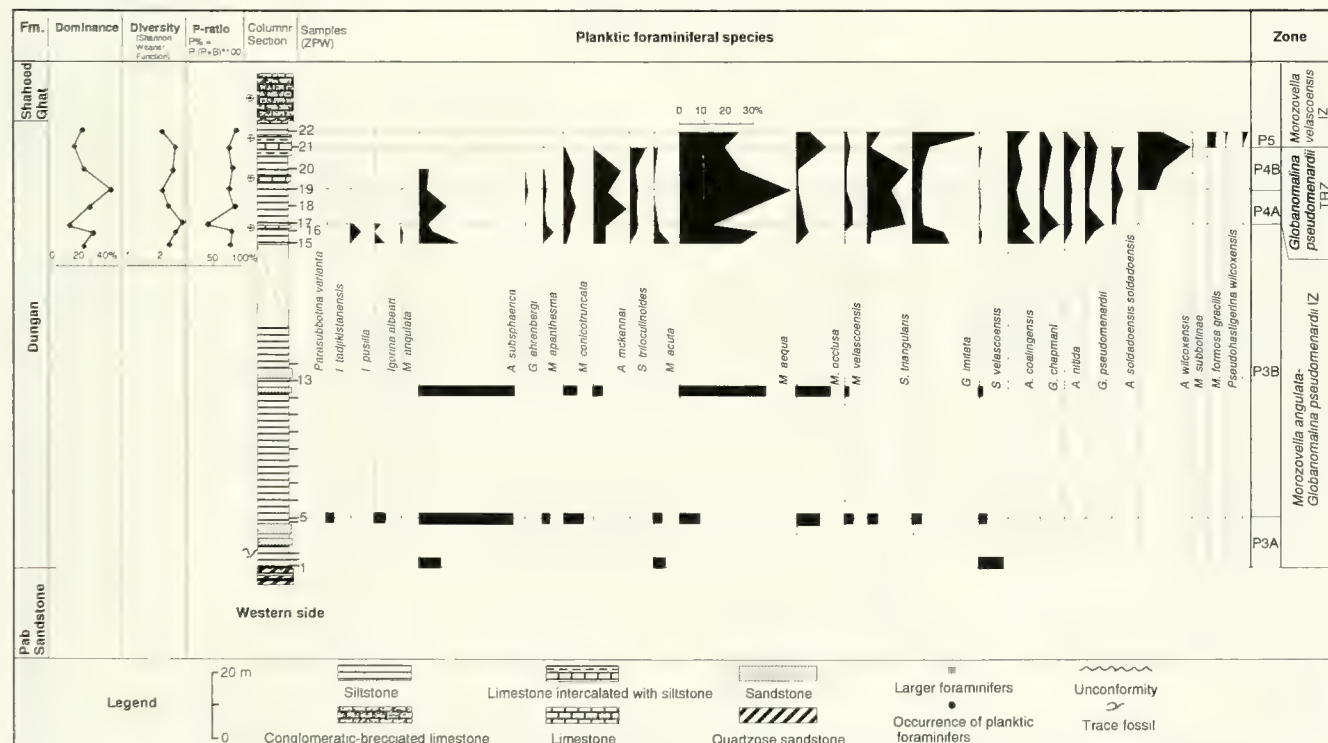 Fm.
Dominance
Diversity
(Shannon
Function)
P-ratio
P% =
Column
Section
Samples
(ZPW)
Planktic foraminiferal species
Zone
Shaheed
Ghat
Dungan
Pab
Sandstone
0 10 20 30%
22
21
20
19
18
17
16
15
13
5
1
0 20 40%
2
50 100%
Parasubbotina varianta
I tadjikistanensis
I pusilla
Igorina albeari
M angulata
A subsphaerica
G ehrenbergi
M apanthesma
M conicotruncata
A mckannai
S triloculinoides
M acuta
M aequa
M. occlusa
M velascoensis
S. triangularis
G imitata
S velascoensis
A. coalingensis
G. chapmani
A nitida
G. pseudomenardii
A soldadoensis soldadoensis
A wilcoxensis
M subbotinae
M. formosa gracilis
Pseudohastigerina wilcoxensis
P5
P4B
P4A
P3B
P3A
Morozovella
velascoensis
IZ
Globanomalina
pseudomenardii
TRZ
Morozovella angulata-
Globanomalina pseudomenardii IZ
Western side
Legend
20 m
0
Siltstone
Limestone intercalated with siltstone
Sandstone
Larger foraminifers
Unconformity
Conglomeratic-brecciated limestone
Limestone
Quartzose sandstone
Occurrence of planktic
foraminifers
Trace fossil